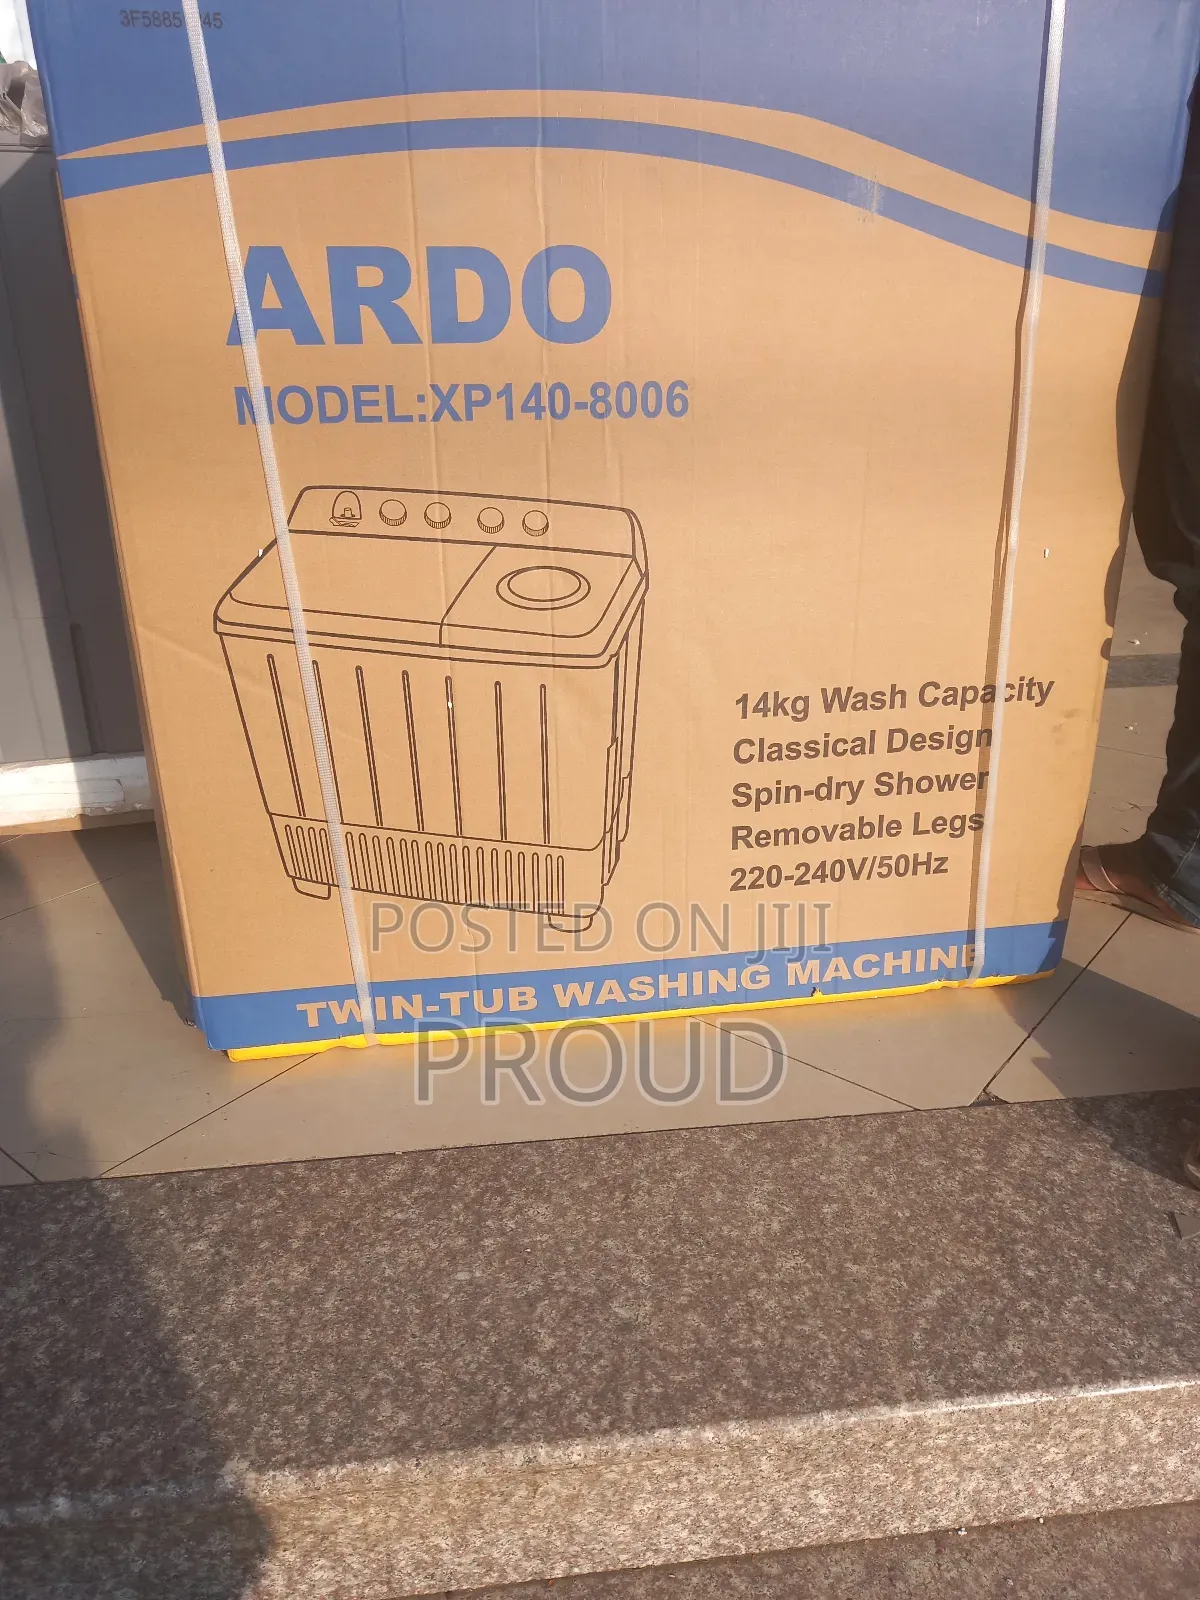 ARDO
MODEL:XP140-8006
14kg Wash Capacity
Classical Design
Spin-dry Shower
Removable Legs
220-240V/50Hz
POSTED ON JIJI
TWIN-TUB WASHING MACHINE
PROUD